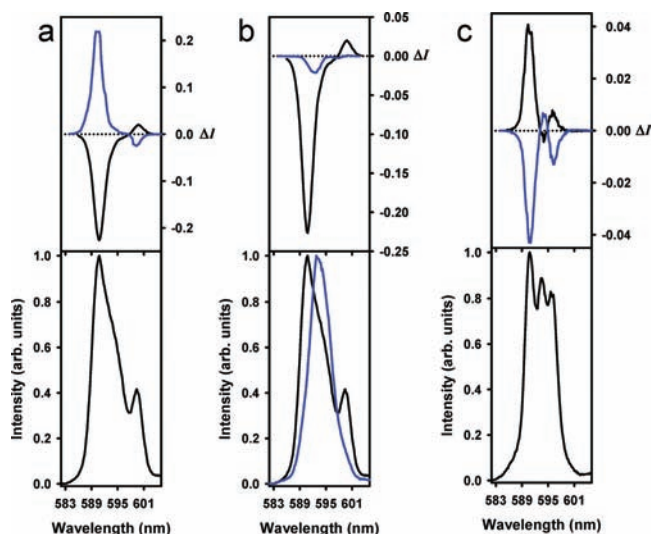 a
b
c
0.2
0.1
0.0 ΔI
-0.1
-0.2
0.05
0.00 ΔI
-0.05
-0.10
-0.15
-0.20
-0.25
0.04
0.02
0.00 ΔI
-0.02
-0.04
Intensity (arb. units)
1.0
0.8
0.6
0.4
0.2
0.0
583 589 595 601
Wavelength (nm)
Intensity (arb. units)
1.0
0.8
0.6
0.4
0.2
0.0
583 589 595 601
Wavelength (nm)
Intensity (arb. units)
1.0
0.8
0.6
0.4
0.2
0.0
583 589 595 601
Wavelength (nm)